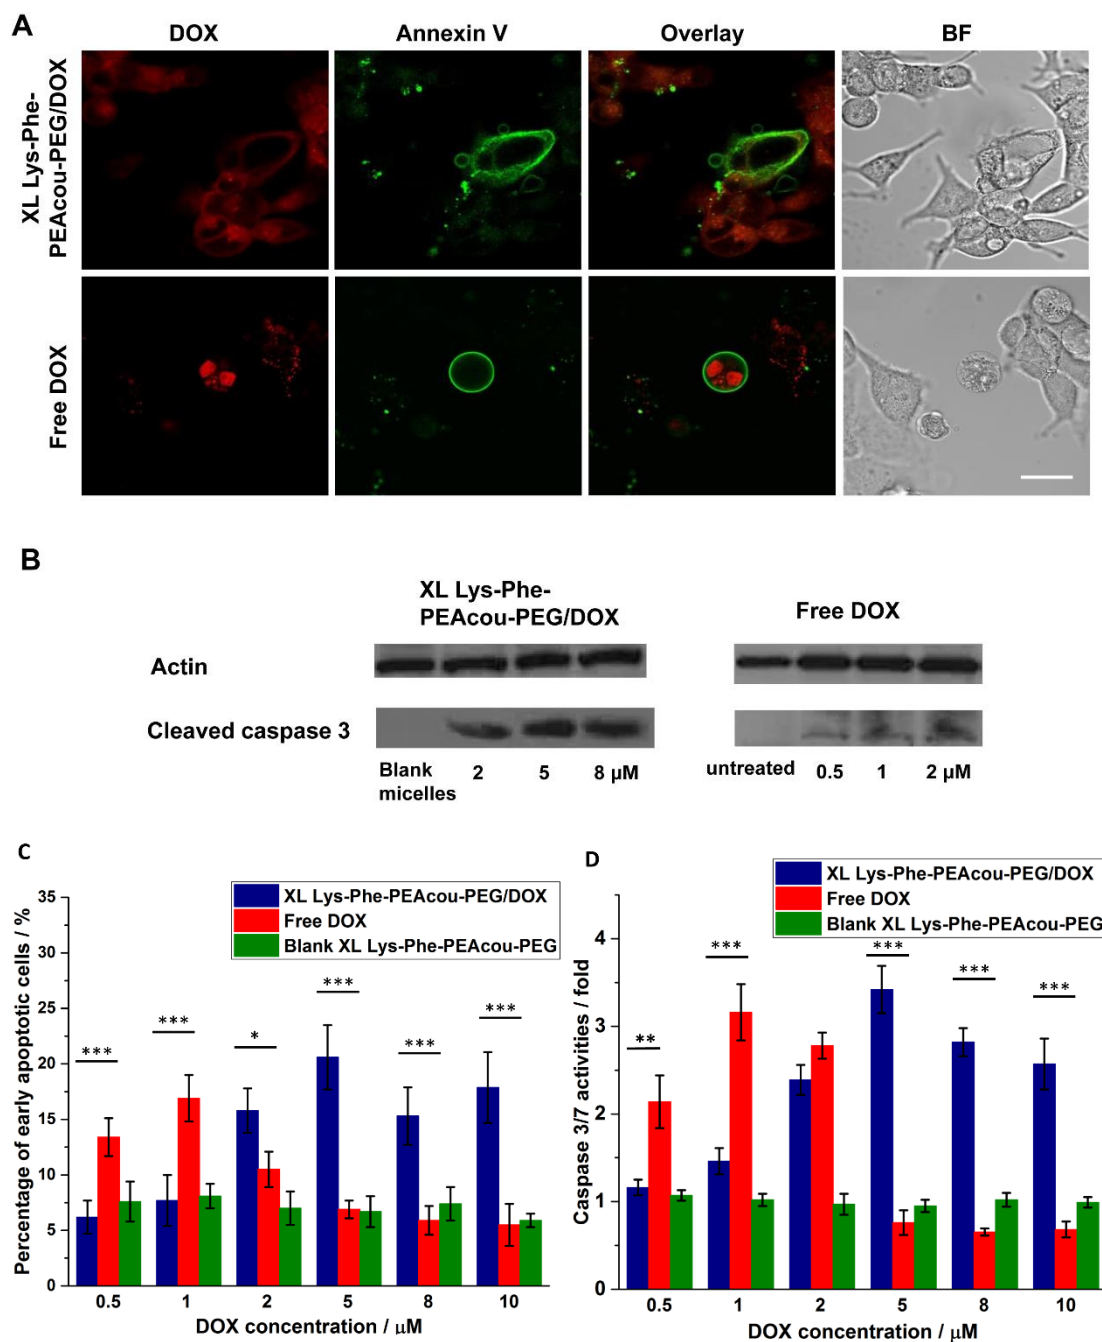 A
DOX
Annexin V
Overlay
BF
XL Lys-Phe-
PEAcou-PEG/DOX
Free DOX
B
XL Lys-Phe-
PEAcou-PEG/DOX
Free DOX
Actin
Cleaved caspase 3
Blank
micelles
2
5
8 μM
untreated
0.5
1
2 μM
C
XL Lys-Phe-PEAcou-PEG/DOX
Free DOX
Blank XL Lys-Phe-PEAcou-PEG
Percentage of early apoptotic cells / %
35
30
25
20
15
10
5
0
***
***
*
***
***
***
0.5
1
2
5
8
10
DOX concentration / μM
D
XL Lys-Phe-PEAcou-PEG/DOX
Free DOX
Blank XL Lys-Phe-PEAcou-PEG
Caspase 3/7 activities / fold
4
3
2
1
0
**
***
***
***
***
0.5
1
2
5
8
10
DOX concentration / μM